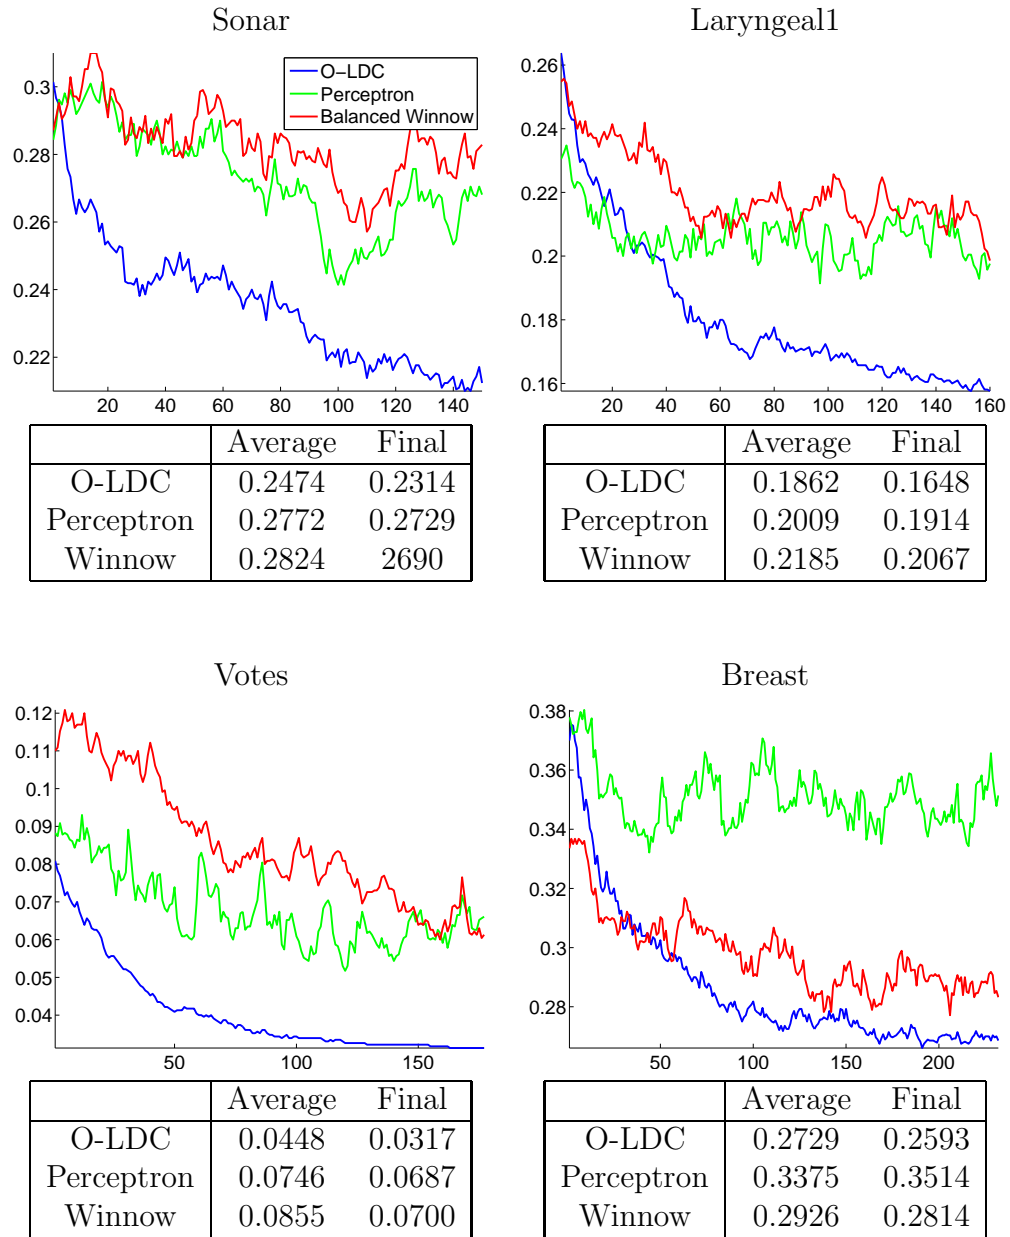 Sonar
0.3
0.28
0.26
0.24
0.22
O-LDC
Perceptron
Balanced Winnow
20 40 60 80 100 120 140
Average Final
O-LDC 0.2474 0.2314
Perceptron 0.2772 0.2729
Winnow 0.2824 2690
Laryngeal1
0.26
0.24
0.22
0.2
0.18
0.16
20 40 60 80 100 120 140 160
Average Final
O-LDC 0.1862 0.1648
Perceptron 0.2009 0.1914
Winnow 0.2185 0.2067
Votes
0.12
0.11
0.1
0.09
0.08
0.07
0.06
0.05
0.04
50 100 150
Average Final
O-LDC 0.0448 0.0317
Perceptron 0.0746 0.0687
Winnow 0.0855 0.0700
Breast
0.38
0.36
0.34
0.32
0.3
0.28
50 100 150 200
Average Final
O-LDC 0.2729 0.2593
Perceptron 0.3375 0.3514
Winnow 0.2926 0.2814